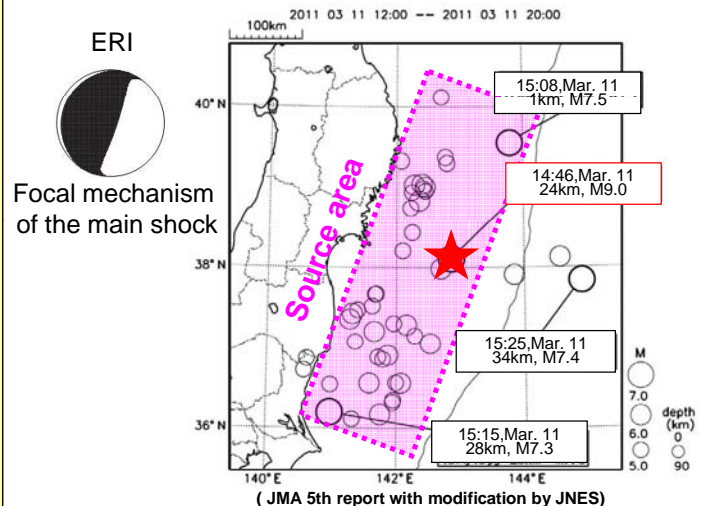 2011 03 11 12:00 -- 2011 03 11 20:00
100km
ERI
Focal mechanism
of the main shock
40°N
38°N
36°N
140°E
142°E
144°E
Source area
15:08,Mar. 11
1km, M7.5
14:46,Mar. 11
24km, M9.0
15:25,Mar. 11
34km, M7.4
15:15,Mar. 11
28km, M7.3
M
7.0
6.0
5.0
depth
(km)
0
90
( JMA 5th report with modification by JNES)